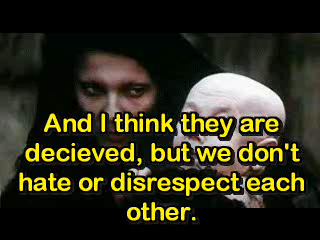 And I think they are
decieved, but we don't
hate or disrespect each
other.